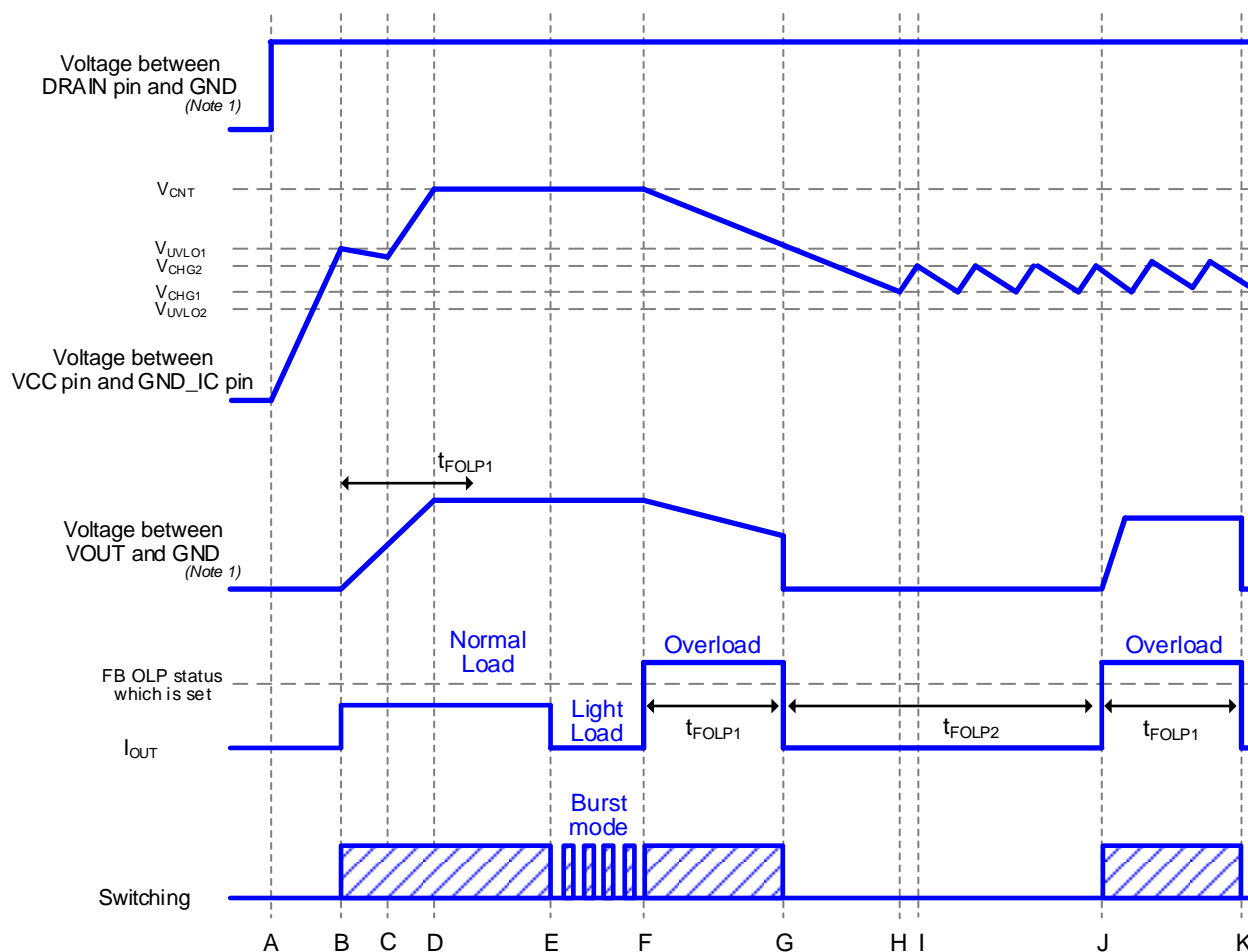 Voltage between
DRAIN pin and GND
(Note 1)
VCNT
VUVLO1
VCHG2
VCHG1
VUVLO2
Voltage between
VCC pin and GND_IC pin
tFOLP1
Voltage between
VOUT and GND
(Note 1)
Normal
Load
Overload
Overload
FB OLP status
which is set
Light
Load
tFOLP1
tFOLP2
tFOLP1
IOUT
Burst
mode
Switching
A B C D E F G H I J K